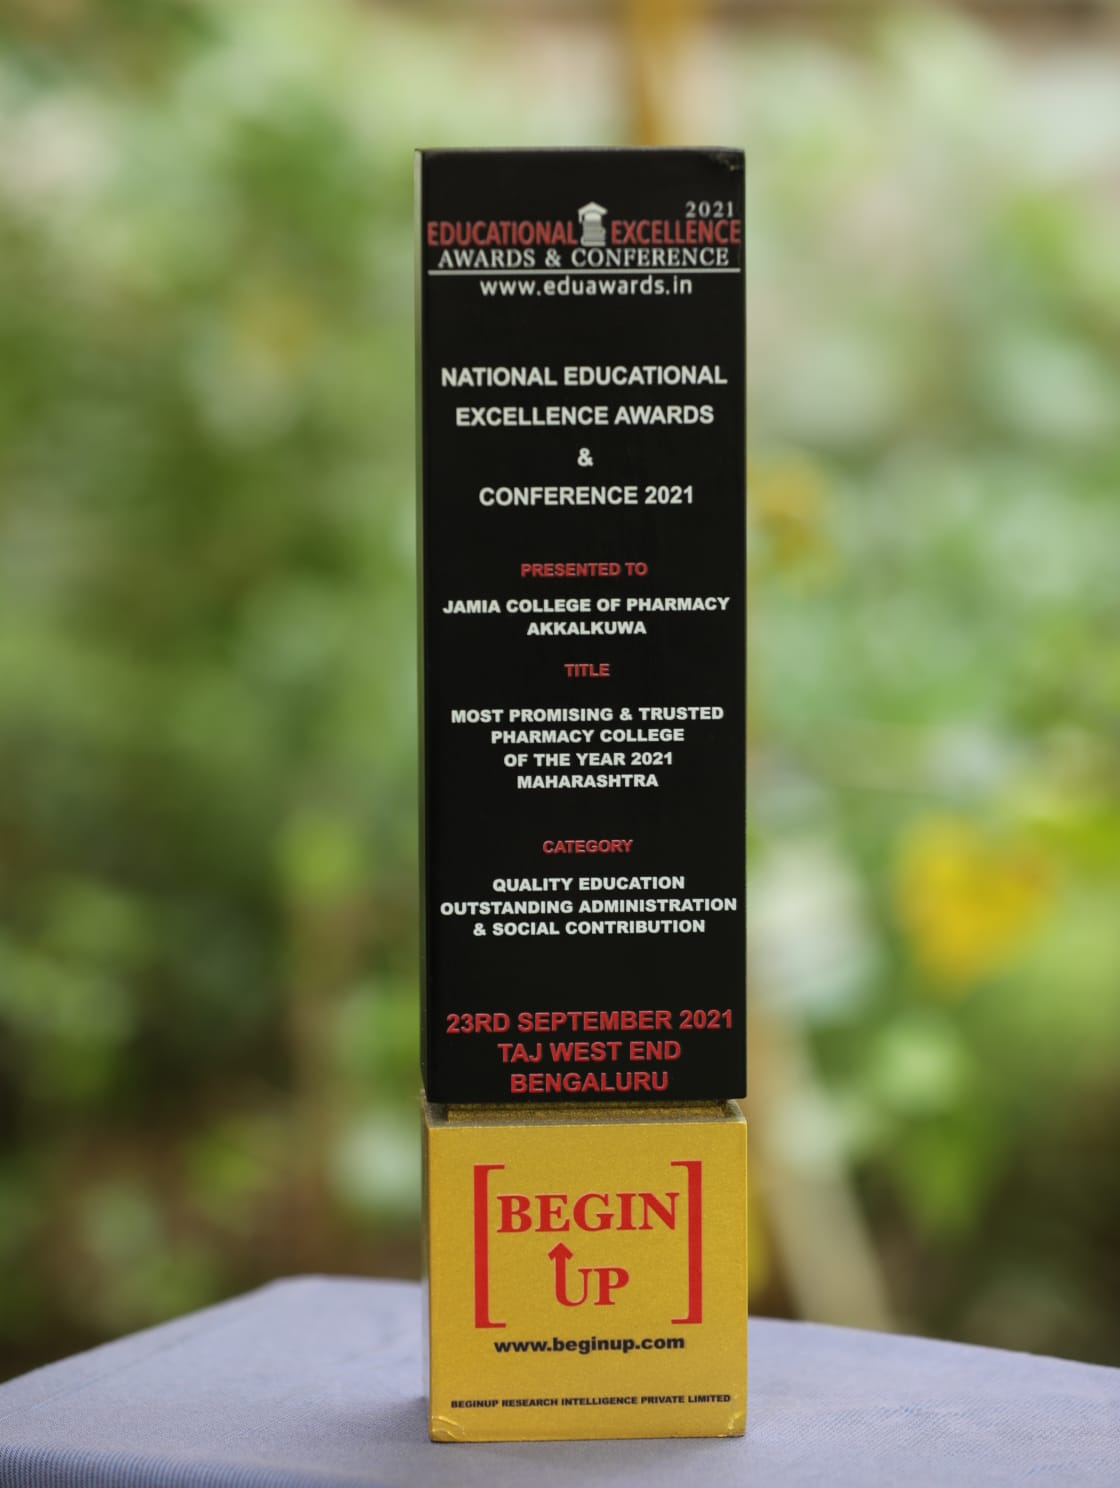 2021
EDUCATIONAL EXCELLENCE
AWARDS & CONFERENCE
www.eduawards.in
NATIONAL EDUCATIONAL
EXCELLENCE AWARDS
&
CONFERENCE 2021
PRESENTED TO
JAMIA COLLEGE OF PHARMACY
AKKALKUWA
TITLE
MOST PROMISING & TRUSTED
PHARMACY COLLEGE
OF THE YEAR 2021
MAHARASHTRA
CATEGORY
QUALITY EDUCATION
OUTSTANDING ADMINISTRATION
& SOCIAL CONTRIBUTION
23RD SEPTEMBER 2021
TAJ WEST END
BENGALURU
[BEGIN
UP]
www.beginup.com
BEGINUP RESEARCH INTELLIGENCE PRIVATE LIMITED